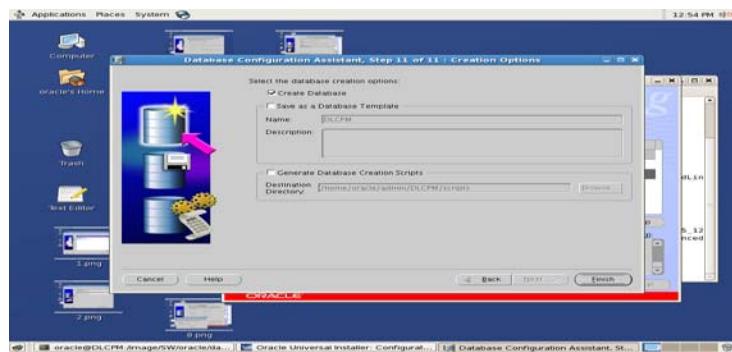 Applications Places System 12:54 PM
Computer
oracle's Home
Trash
Text Editor
1.png
2.png
8.png
Database Configuration Assistant, Step 11 of 11 : Creation Options
Select the database creation options:
Create Database
Save as a Database Template
Name: DLCPM
Description:
Generate Database Creation Scripts
Destination Directory: /home/oracle/admin/DLCPM/scripts Browse...
Cancel Help Back Next Finish
g
dLin
S_12
nced
ORACLE
oracle@DLCPM:/image/SW/oracle/da... Oracle Universal Installer: Configurat... Database Configuration Assistant, St...